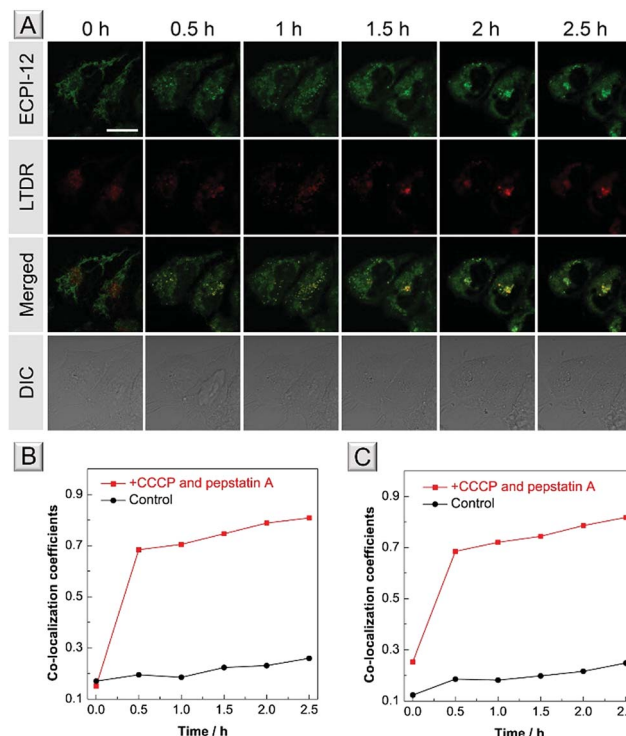 A
0 h 0.5 h 1 h 1.5 h 2 h 2.5 h
ECPI-12
LTDR
Merged
DIC
B
+CCCP and pepstatin A
Control
Co-localization coefficients
0.9
0.7
0.5
0.3
0.1
0.0 0.5 1.0 1.5 2.0 2.5
Time / h
C
+CCCP and pepstatin A
Control
Co-localization coefficients
0.9
0.7
0.5
0.3
0.1
0.0 0.5 1.0 1.5 2.0 2.5
Time / h